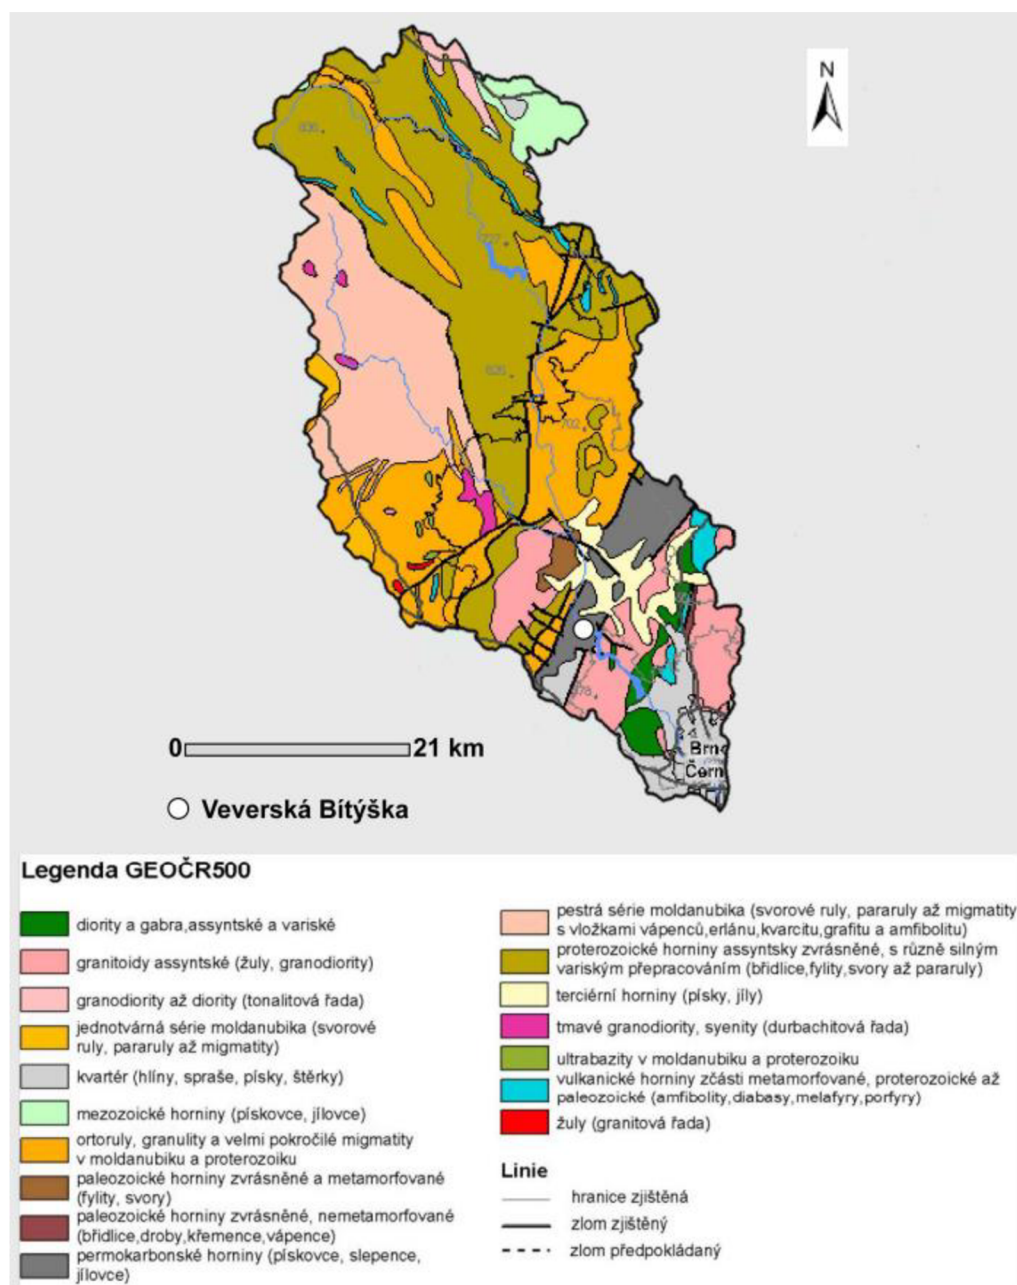 N
836
727
625
702
Brn
Čern
0
21 km
Veverská Bítýška
Legenda GEOČR500
diority a gabra,assyntské a variské
granitoidy assyntské (žuly, granodiority)
granodiority až diority (tonalitová řada)
jednotvárná série moldanubika (svorové
ruly, pararuly až migmatity)
kvartér (hlíny, spraše, písky, štěrky)
mezozoické horniny (pískovce, jílovce)
ortoruly, granulity a velmi pokročilé migmatity
v moldanubiku a proterozoiku
paleozoické horniny zvrásněné a metamorfované
(fylity, svory)
paleozoické horniny zvrásněné, nemetamorfované
(břidlice,droby,křemence,vápence)
permokarbonské horniny (pískovce, slepence,
jílovce)
pestrá série moldanubika (svorové ruly, pararuly až migmatity
s vložkami vápenců,erlánu,kvarcitu,grafitu a amfibolitu)
proterozoické horniny assyntsky zvrásněné, s různě silným
variským přepracováním (břidlice,fylity,svory až pararuly)
terciérní horniny (písky, jíly)
tmavé granodiority, syenity (durbachitová řada)
ultrabazity v moldanubiku a proterozoiku
vulkanické horniny zčásti metamorfované, proterozoické až
paleozoické (amfibolity,diabasy,melafyry,porfyry)
žuly (granitová řada)
Linie
hranice zjištěná
zlom zjištěný
zlom předpokládaný